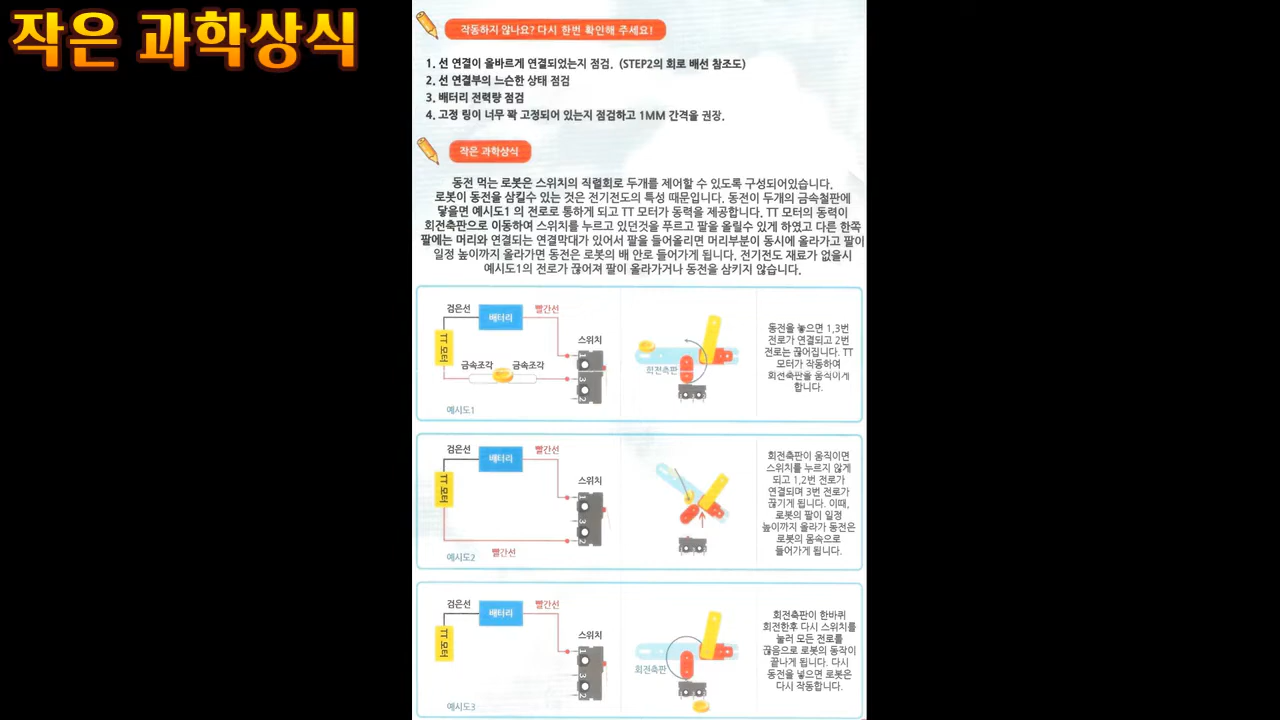 작은 과학상식
작동하지 않나요? 다시 한번 확인해 주세요!
1. 선 연결이 올바르게 연결되었는지 점검. (STEP2의 회로 배선 참조도)
2. 선 연결부의 느슨한 상태 점검
3. 배터리 전력량 점검
4. 고정 링이 너무 꽉 고정되어 있는지 점검하고 1MM 간격을 권장.
작은 과학상식
동전 먹는 로봇은 스위치의 직렬회로 두개를 제어할 수 있도록 구성되어있습니다.
로봇이 동전을 삼킬수 있는 것은 전기전도의 특성 때문입니다. 동전이 두개의 금속철판에
닿을면 예시도1 의 전로로 통하게 되고 TT 모터가 동력을 제공합니다. TT 모터의 동력이
회전축판으로 이동하여 스위치를 누르고 있던것을 푸르고 팔을 올릴수 있게 하였고 다른 한쪽
팔에는 머리와 연결되는 연결막대가 있어서 팔을 들어올리면 머리부분이 동시에 올라가고 팔이
일정 높이까지 올라가면 동전은 로봇의 배 안로 들어가게 됩니다. 전기전도 재료가 없을시
예시도1의 전로가 끊어져 팔이 올라가거나 동전을 삼키지 않습니다.
검은선
배터리
빨간선
TT 모터
금속조각
금속조각
스위치
1
3
2
예시도1
회전축판
동전을 놓으면 1,3번
전로가 연결되고 2번
전로는 끊어집니다. TT
모터가 작동하여
회전축판을 움직이게
합니다.
검은선
배터리
빨간선
TT 모터
스위치
1
3
2
예시도2
빨간선
회전축판이 움직이면
스위치를 누르지 않게
되고 1,2번 전로가
연결되며 3번 전로가
끊기게 됩니다. 이때,
로봇의 팔이 일정
높이까지 올라가 동전은
로봇의 몸속으로
들어가게 됩니다.
검은선
배터리
빨간선
TT 모터
스위치
1
3
2
예시도3
회전축판
회전축판이 한바퀴
회전한후 다시 스위치를
눌러 모든 전로를
끊음으로 로봇의 동작이
끝나게 됩니다. 다시
동전을 넣으면 로봇은
다시 작동합니다.